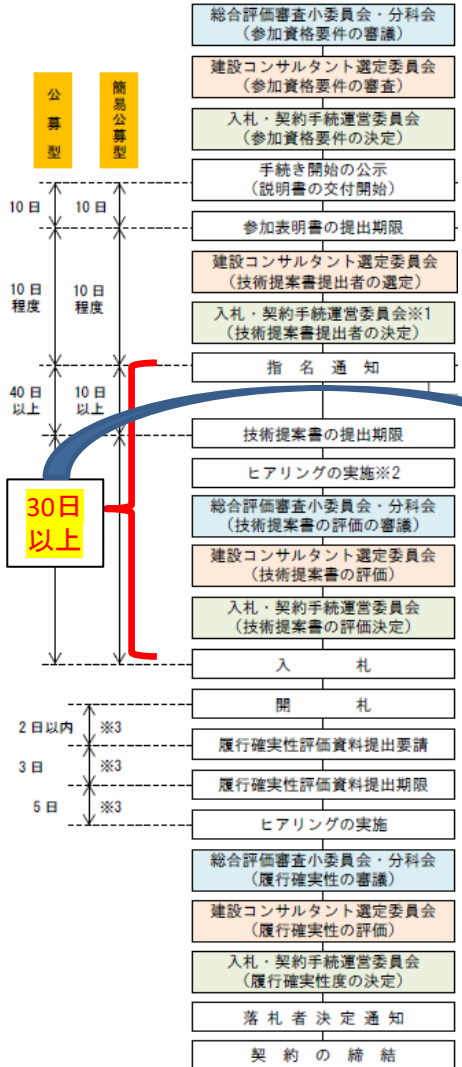 総合評価審査小委員会・分科会
(参加資格要件の審議)
建設コンサルタント選定委員会
(参加資格要件の審査)
公募型
簡易公募型
入札・契約手続運営委員会
(参加資格要件の決定)
手続き開始の公示
(説明書の交付開始)
10日
10日
参加表明書の提出期限
建設コンサルタント選定委員会
(技術提案書提出者の選定)
10日
程度
10日
程度
入札・契約手続運営委員会※1
(技術提案書提出者の決定)
指名通知
40日
以上
10日
以上
技術提案書の提出期限
ヒアリングの実施※2
30日
以上
総合評価審査小委員会・分科会
(技術提案書の評価の審議)
建設コンサルタント選定委員会
(技術提案書の評価)
入札・契約手続運営委員会
(技術提案書の評価決定)
入札
開札
2日以内
※3
履行確実性評価資料提出要請
3日
※3
履行確実性評価資料提出期限
5日
※3
ヒアリングの実施
総合評価審査小委員会・分科会
(履行確実性の審議)
建設コンサルタント選定委員会
(履行確実性の評価)
入札・契約手続運営委員会
(履行確実性度の決定)
落札者決定通知
契約の締結